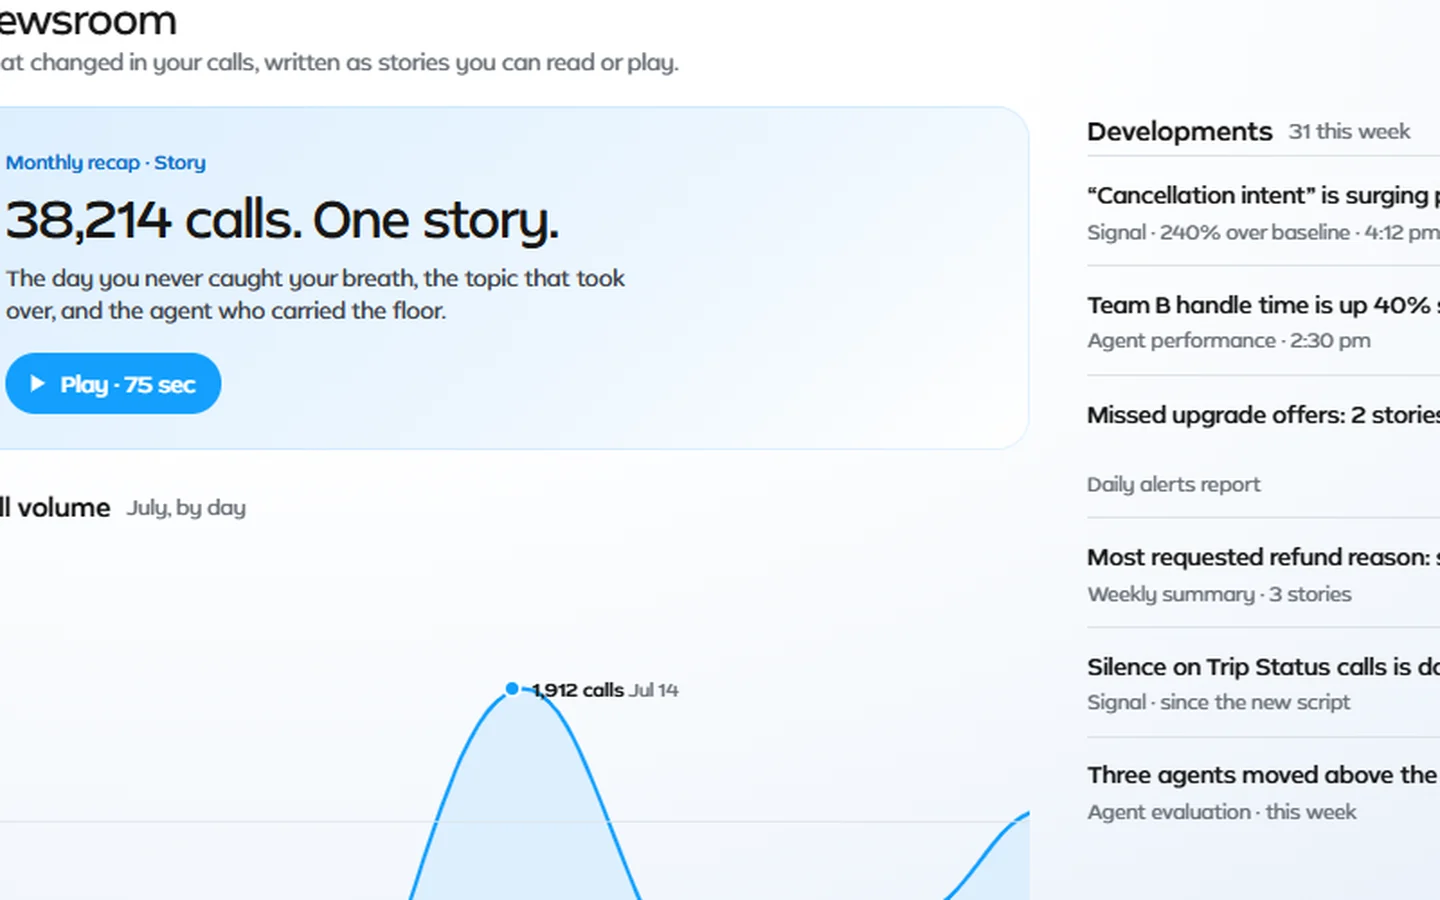 ewsroom
at changed in your calls, written as stories you can read or play.
Monthly recap · Story
38,214 calls. One story.
The day you never caught your breath, the topic that took
over, and the agent who carried the floor.
Play · 75 sec
ll volume July, by day
1,912 calls Jul 14
Developments 31 this week
“Cancellation intent” is surging
Signal · 240% over baseline · 4:12 pm
Team B handle time is up 40%
Agent performance · 2:30 pm
Missed upgrade offers: 2 stories
Daily alerts report
Most requested refund reason:
Weekly summary · 3 stories
Silence on Trip Status calls is
Signal · since the new script
Three agents moved above the
Agent evaluation · this week